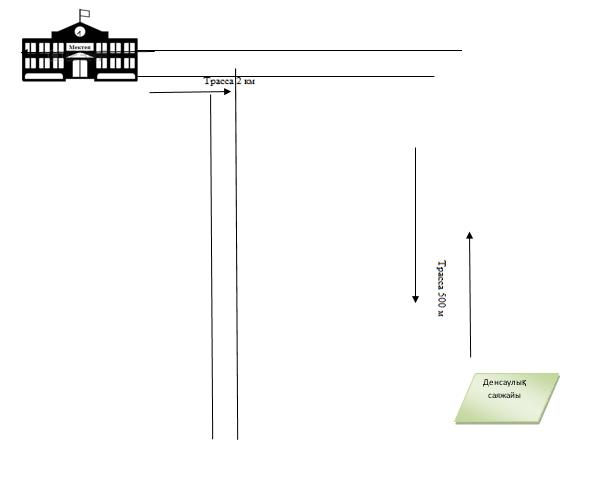 Мектеп
Трасса 2 км
Трасса 500 м
Денсаулық
саяжайы